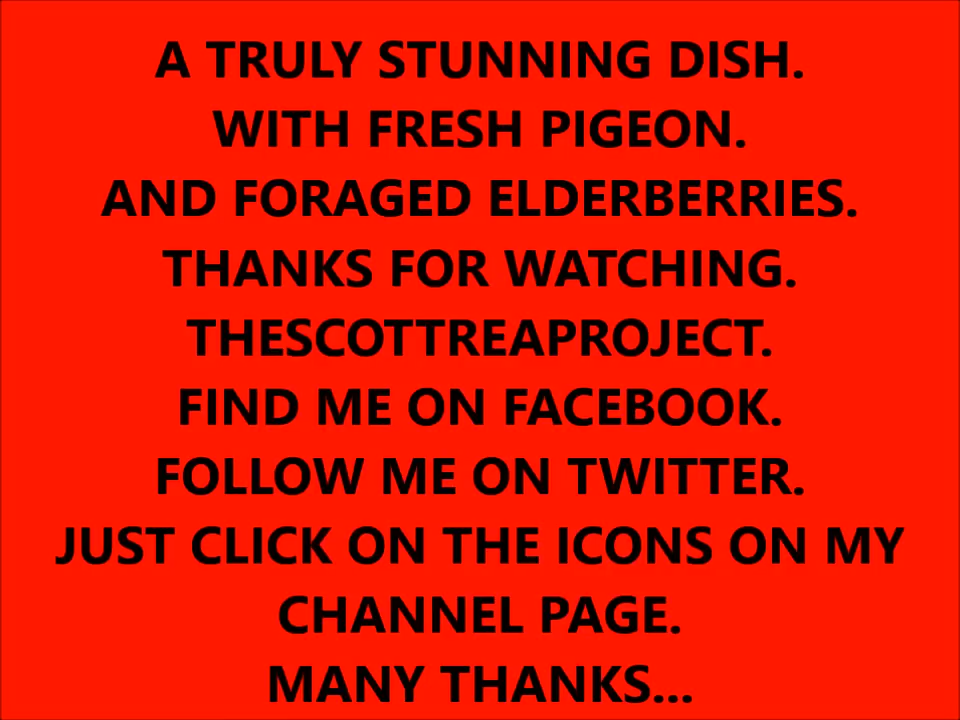 A TRULY STUNNING DISH.
WITH FRESH PIGEON.
AND FORAGED ELDERBERRIES.
THANKS FOR WATCHING.
THESCOTTREAPROJECT.
FIND ME ON FACEBOOK.
FOLLOW ME ON TWITTER.
JUST CLICK ON THE ICONS ON MY
CHANNEL PAGE.
MANY THANKS...